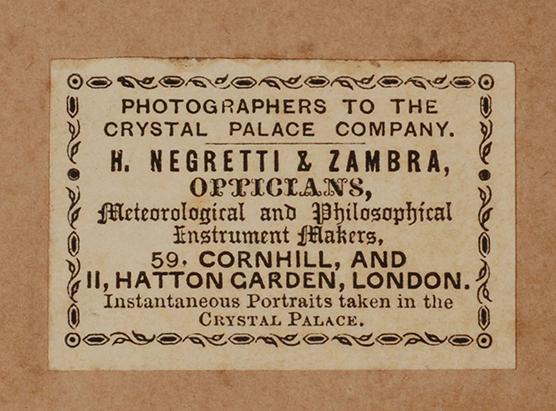 PHOTOGRAPHERS TO THE
CRYSTAL PALACE COMPANY.
H. NEGRETTI & ZAMBRA,
OPTICIANS,
Meteorological and Philosophical
Instrument Makers,
59, CORNHILL, AND
11, HATTON GARDEN, LONDON.
Instantaneous Portraits taken in the
CRYSTAL PALACE.